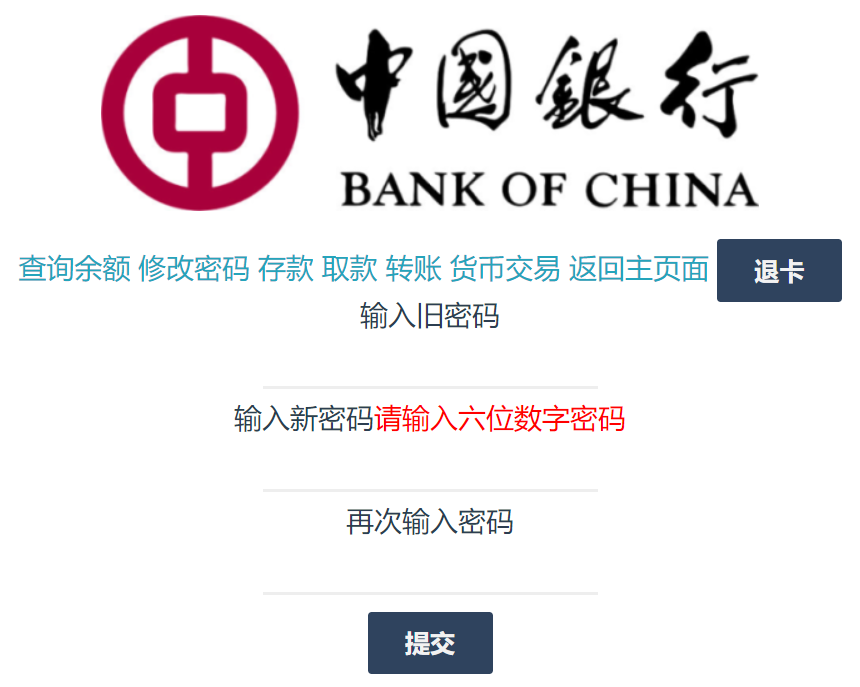 中國銀行
BANK OF CHINA
查询余额 修改密码 存款 取款 转账 货币交易 返回主页面 退卡
输入旧密码
输入新密码请输入六位数字密码
再次输入密码
提交